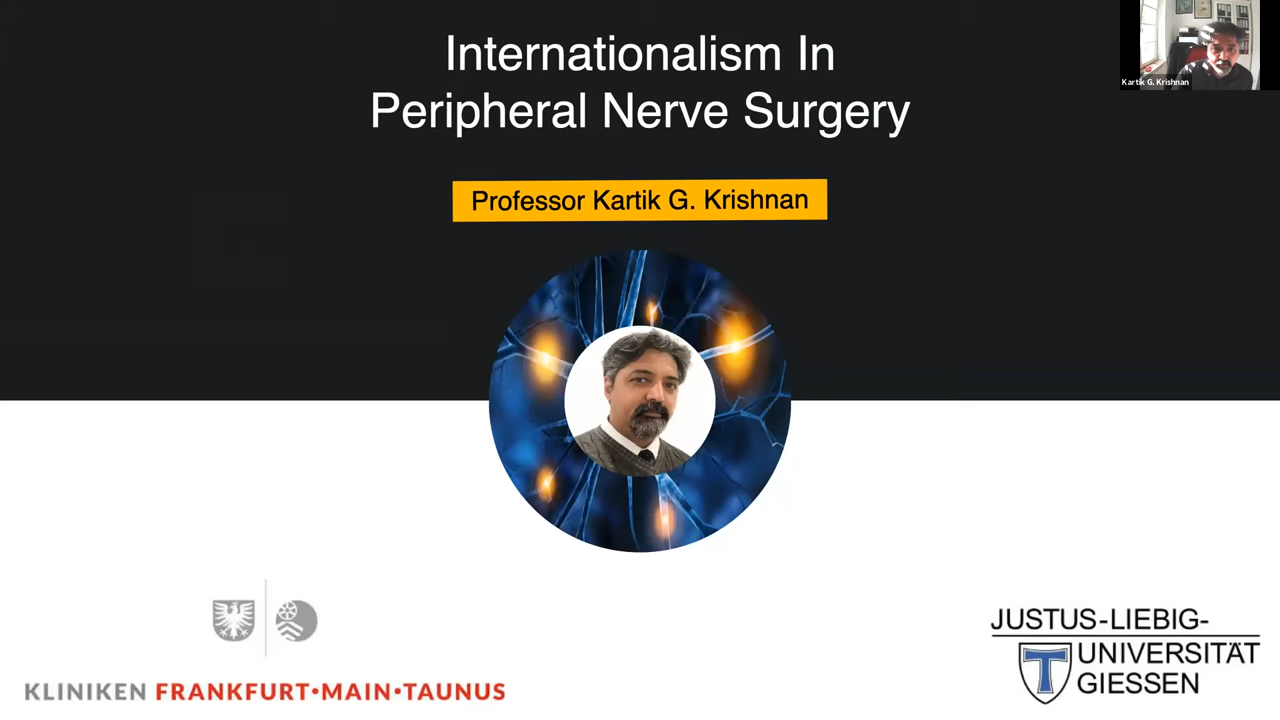 Internationalism In
Peripheral Nerve Surgery
Kartik G. Krishnan
Professor Kartik G. Krishnan
KLINIKEN FRANKFURT•MAIN•TAUNUS
JUSTUS-LIEBIG-
UNIVERSITÄT
GIESSEN